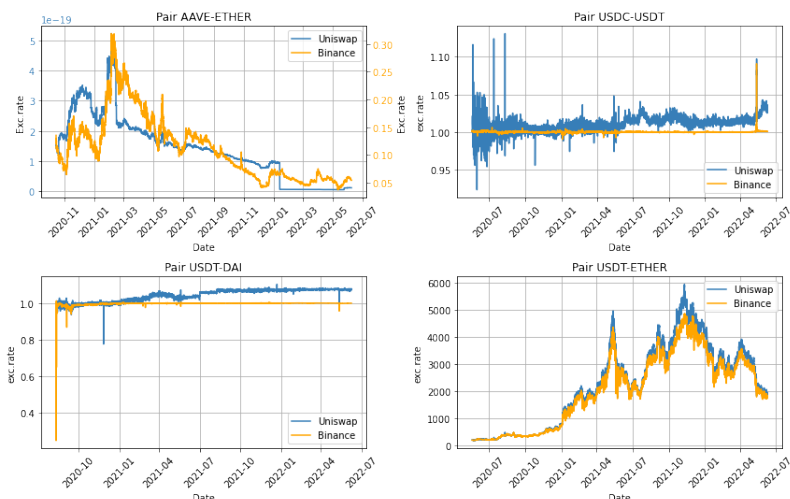 Pair AAVE-ETHER
1e−19
5
4
3
2
1
0
Exc. rate
0.30
0.25
0.20
0.15
0.10
0.05
Exc. rate
Uniswap
Binance
2020-11
2021-01
2021-03
2021-05
2021-07
2021-09
2021-11
2022-01
2022-03
2022-05
2022-07
Date
Pair USDC-USDT
1.10
1.05
1.00
0.95
exc. rate
Uniswap
Binance
2020-07
2020-10
2021-01
2021-04
2021-07
2021-10
2022-01
2022-04
2022-07
Date
Pair USDT-DAI
1.0
0.8
0.6
0.4
exc. rate
Uniswap
Binance
2020-10
2021-01
2021-04
2021-07
2021-10
2022-01
2022-04
2022-07
Date
Pair USDT-ETHER
6000
5000
4000
3000
2000
1000
0
exc. rate
Uniswap
Binance
2020-07
2020-10
2021-01
2021-04
2021-07
2021-10
2022-01
2022-04
2022-07
Date